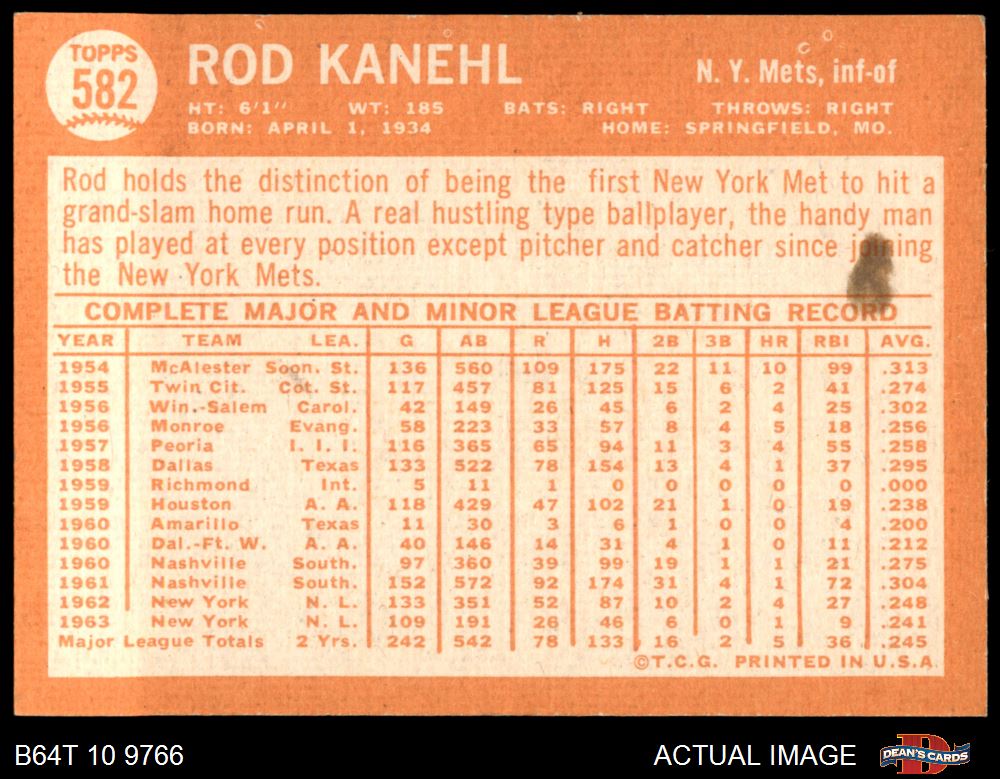 TOPPS
582
ROD KANEHL
N. Y. Mets, inf-of
HT: 6'1" WT: 185 BATS: RIGHT THROWS: RIGHT
BORN: APRIL 1, 1934 HOME: SPRINGFIELD, MO.
Rod holds the distinction of being the first New York Met to hit a
grand-slam home run. A real hustling type ballplayer, the handy man
has played at every position except pitcher and catcher since joining
the New York Mets.
COMPLETE MAJOR AND MINOR LEAGUE BATTING RECORD
YEAR TEAM LEA. G AB R H 2B 3B HR RBI AVG.
1954 McAlester Soon. St. 136 560 109 175 22 11 10 99 .313
1955 Twin Cit. Cot. St. 117 457 81 125 15 6 2 41 .274
1956 Win.-Salem Carol. 42 149 26 45 6 2 4 25 .302
1956 Monroe Evang. 58 223 33 57 8 4 5 18 .256
1957 Peoria I. I. I. 116 365 65 94 11 3 4 55 .258
1958 Dallas Texas 133 522 78 154 13 4 1 37 .295
1959 Richmond Int. 5 11 1 0 0 0 0 0 .000
1959 Houston A. A. 118 429 47 102 21 1 0 19 .238
1960 Amarillo Texas 11 30 3 6 1 0 0 4 .200
1960 Dal.-Ft. W. A. A. 40 146 14 31 4 1 0 11 .212
1960 Nashville South. 97 360 39 99 19 1 1 21 .275
1961 Nashville South. 152 572 92 174 31 4 1 72 .304
1962 New York N. L. 133 351 52 87 10 2 4 27 .248
1963 New York N. L. 109 191 26 46 6 0 1 9 .241
Major League Totals 2 Yrs. 242 542 78 133 16 2 5 36 .245
©T.C.G. PRINTED IN U.S.A.
B64T 10 9766
ACTUAL IMAGE
DEAN'S CARDS